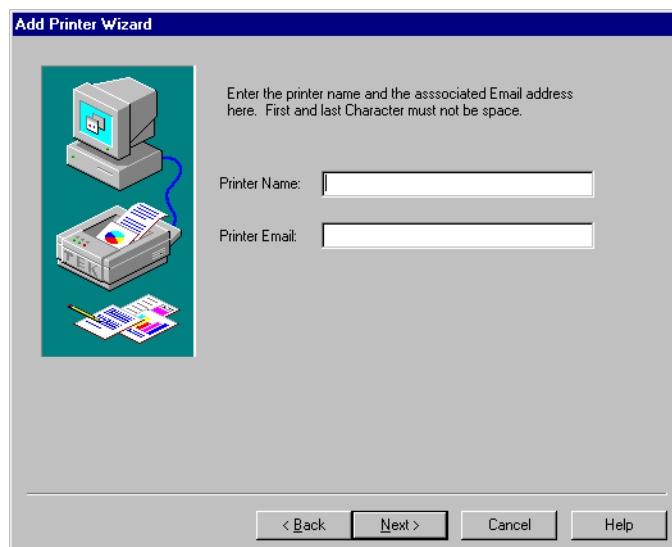 Add Printer Wizard
Enter the printer name and the asssociated Email address
here. First and last Character must not be space.
Printer Name:
Printer Email:
TEK
< Back
Next >
Cancel
Help